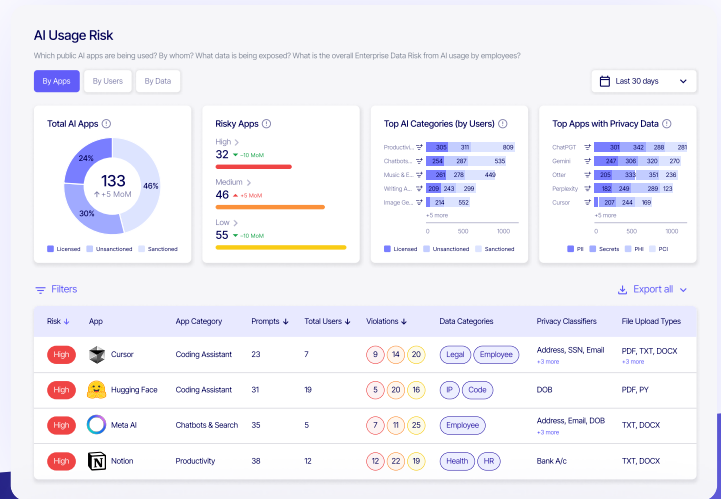 AI Usage Risk
Which public AI apps are being used? By whom? What data is being exposed? What is the overall Enterprise Data Risk from AI usage by employees?
By Apps By Users By Data Last 30 days
Total AI Apps
24%
133
+5 MoM
46%
30%
Licensed Unsanctioned Sanctioned
Risky Apps
High
32 -10 MoM
Medium
46 +5 MoM
Low
55 -10 MoM
Top AI Categories (by Users)
Productivi... 305 311 809
Chatbots... 254 287 535
Music & E... 261 278 449
Writing A... 209 243 299
Image Ge... 214 552
+5 more
0 500 1000
Licensed Unsanctioned Sanctioned
Top Apps with Privacy Data
ChatPGT 301 342 288 281
Gemini 247 306 320 270
Otter 205 333 351 236
Perplexity 182 249 289 123
Cursor 207 244 169
+5 more
0 500 1000
PII Secrets PHI PCI
Filters Export all
Risk App App Category Prompts Total Users Violations Data Categories Privacy Classifiers File Upload Types
High Cursor Coding Assistant 23 7 9 14 20 Legal Employee Address, SSN, Email PDF, TXT, DOCX
+3 more +3 more
High Hugging Face Coding Assistant 31 19 5 20 16 IP Code DOB PDF, PY
High Meta AI Chatbots & Search 35 5 7 11 25 Employee Address, Email, DOB TXT, DOCX
+3 more
High Notion Productivity 38 12 12 22 19 Health HR Bank A/c TXT, DOCX